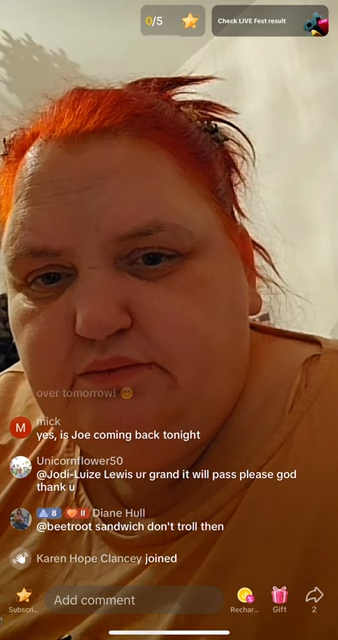 0/5
Check LIVE Fest result
over tomorrow! 😊
M
mick
yes, is Joe coming back tonight
Unicornflower50
@Jodi-Luize Lewis ur grand it will pass please god
thank u
8 II Diane Hull
@beetroot sandwich don't troll then
Karen Hope Clancey joined
Subscri...
Add comment
Rechar...
Gift
2